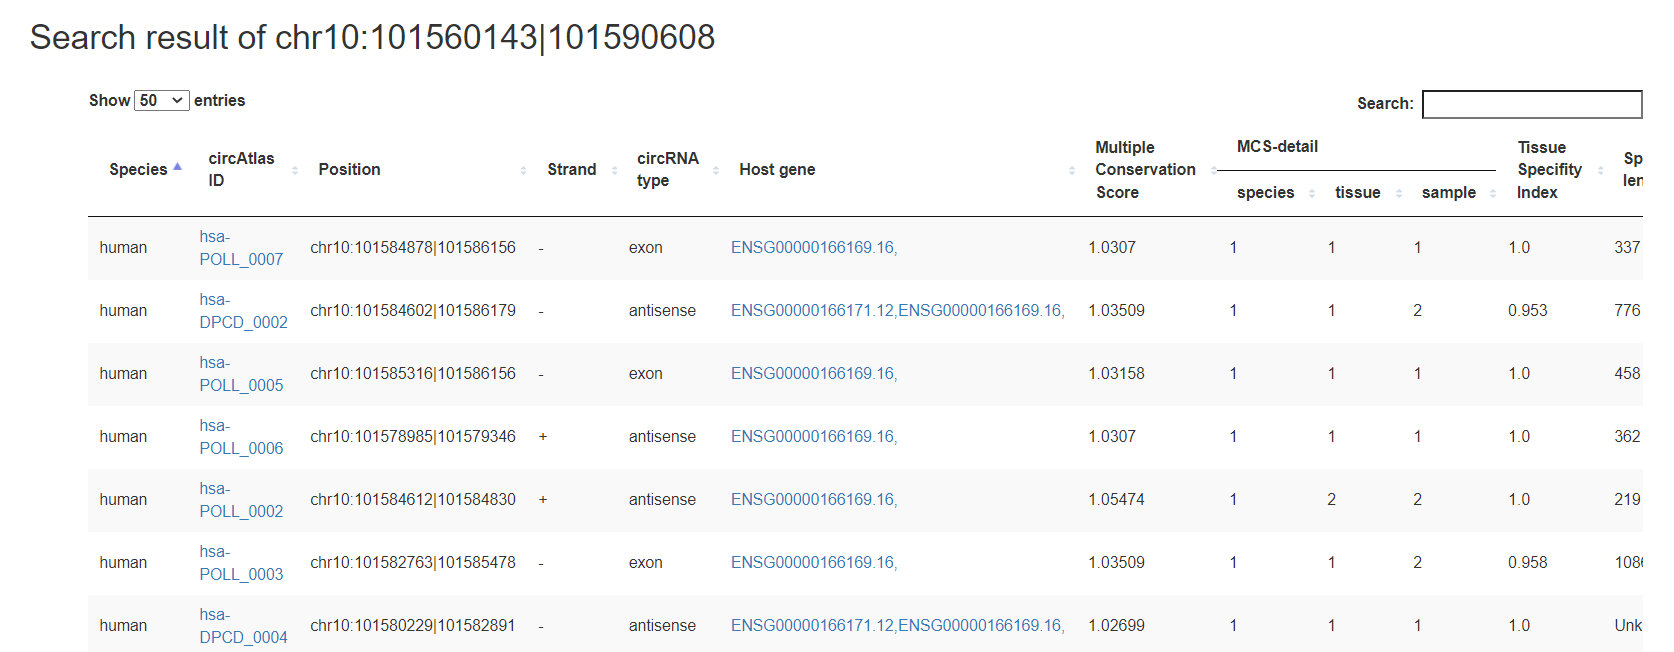 Search result of chr10:101560143|101590608
Show 50 entries
Search:
Species circAtlas ID Position Strand circRNA type Host gene Multiple Conservation Score MCS-detail species tissue sample Tissue Specifity Index Sp len
human hsa-POLL_0007 chr10:101584878|101586156 - exon ENSG00000166169.16, 1.0307 1 1 1 1.0 337
human hsa-DPCD_0002 chr10:101584602|101586179 - antisense ENSG00000166171.12,ENSG00000166169.16, 1.03509 1 1 2 0.953 776
human hsa-POLL_0005 chr10:101585316|101586156 - exon ENSG00000166169.16, 1.03158 1 1 1 1.0 458
human hsa-POLL_0006 chr10:101578985|101579346 + antisense ENSG00000166169.16, 1.0307 1 1 1 1.0 362
human hsa-POLL_0002 chr10:101584612|101584830 + antisense ENSG00000166169.16, 1.05474 1 2 2 1.0 219
human hsa-POLL_0003 chr10:101582763|101585478 - exon ENSG00000166169.16, 1.03509 1 1 2 0.958 1086
human hsa-DPCD_0004 chr10:101580229|101582891 - antisense ENSG00000166171.12,ENSG00000166169.16, 1.02699 1 1 1 1.0 Unk